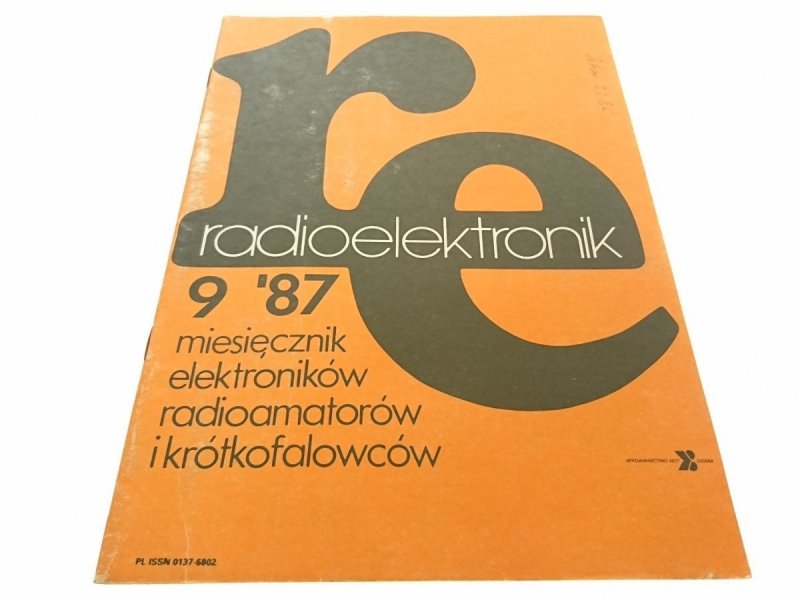 re
radioelektronik
9 '87
miesięcznik
elektroników
radioamatorów
i krótkofalowców
WYDAWNICTWO NOT SIGMA
PL ISSN 0137-6802